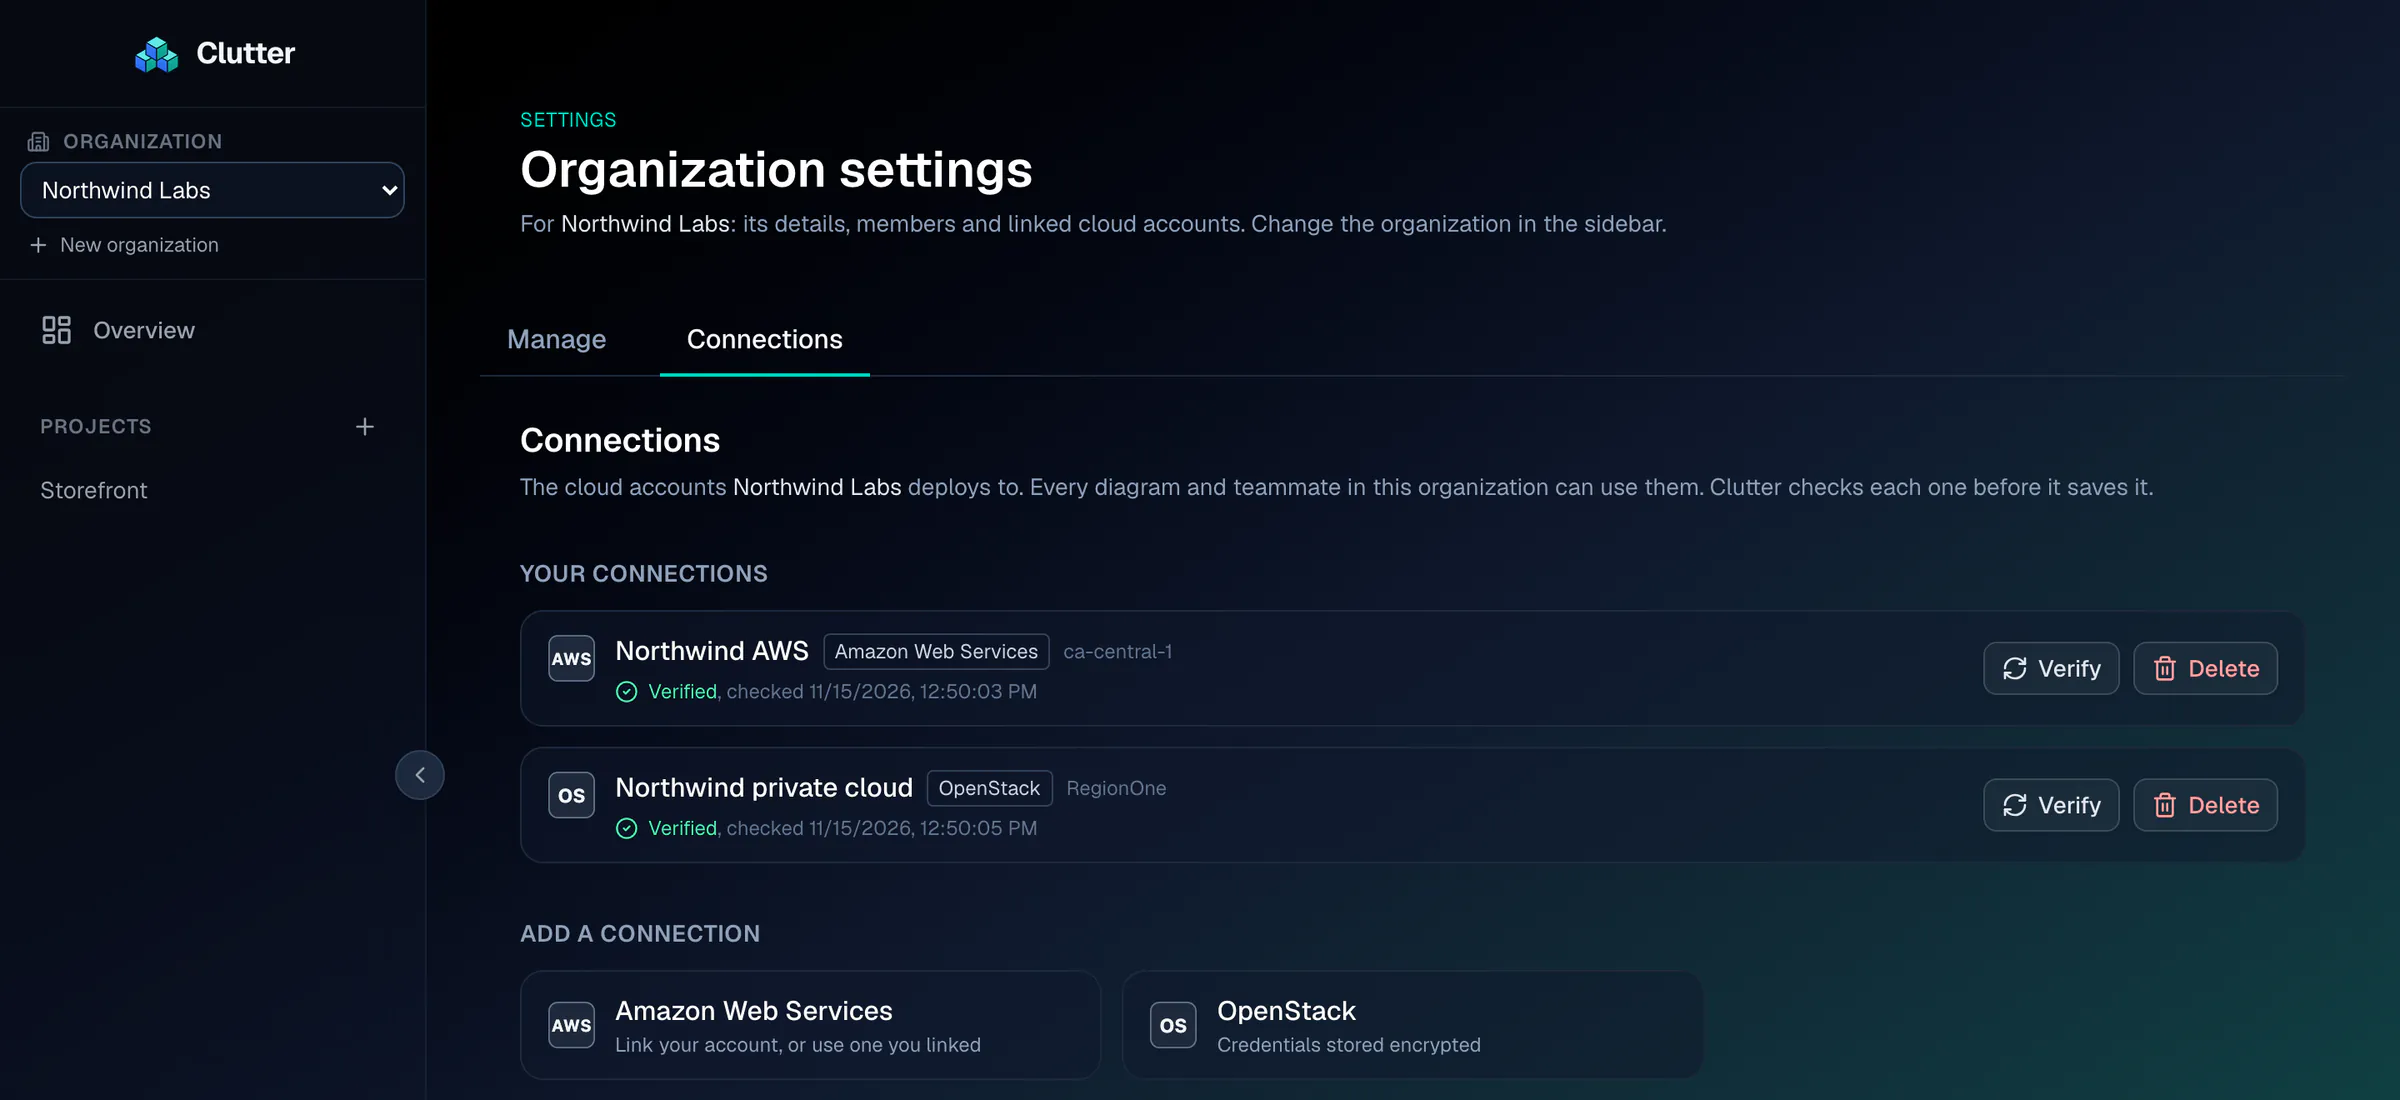 Clutter
ORGANIZATION
Northwind Labs
New organization
Overview
PROJECTS
Storefront
SETTINGS
Organization settings
For Northwind Labs: its details, members and linked cloud accounts. Change the organization in the sidebar.
Manage
Connections
Connections
The cloud accounts Northwind Labs deploys to. Every diagram and teammate in this organization can use them. Clutter checks each one before it saves it.
YOUR CONNECTIONS
AWS
Northwind AWS Amazon Web Services ca-central-1
Verified, checked 11/15/2026, 12:50:03 PM
Verify
Delete
OS
Northwind private cloud OpenStack RegionOne
Verified, checked 11/15/2026, 12:50:05 PM
Verify
Delete
ADD A CONNECTION
AWS
Amazon Web Services
Link your account, or use one you linked
OS
OpenStack
Credentials stored encrypted